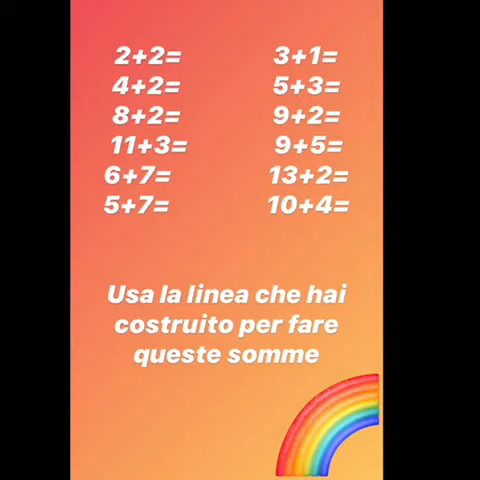 2+2= 3+1=
4+2= 5+3=
8+2= 9+2=
11+3= 9+5=
6+7= 13+2=
5+7= 10+4=
Usa la linea che hai
costruito per fare
queste somme